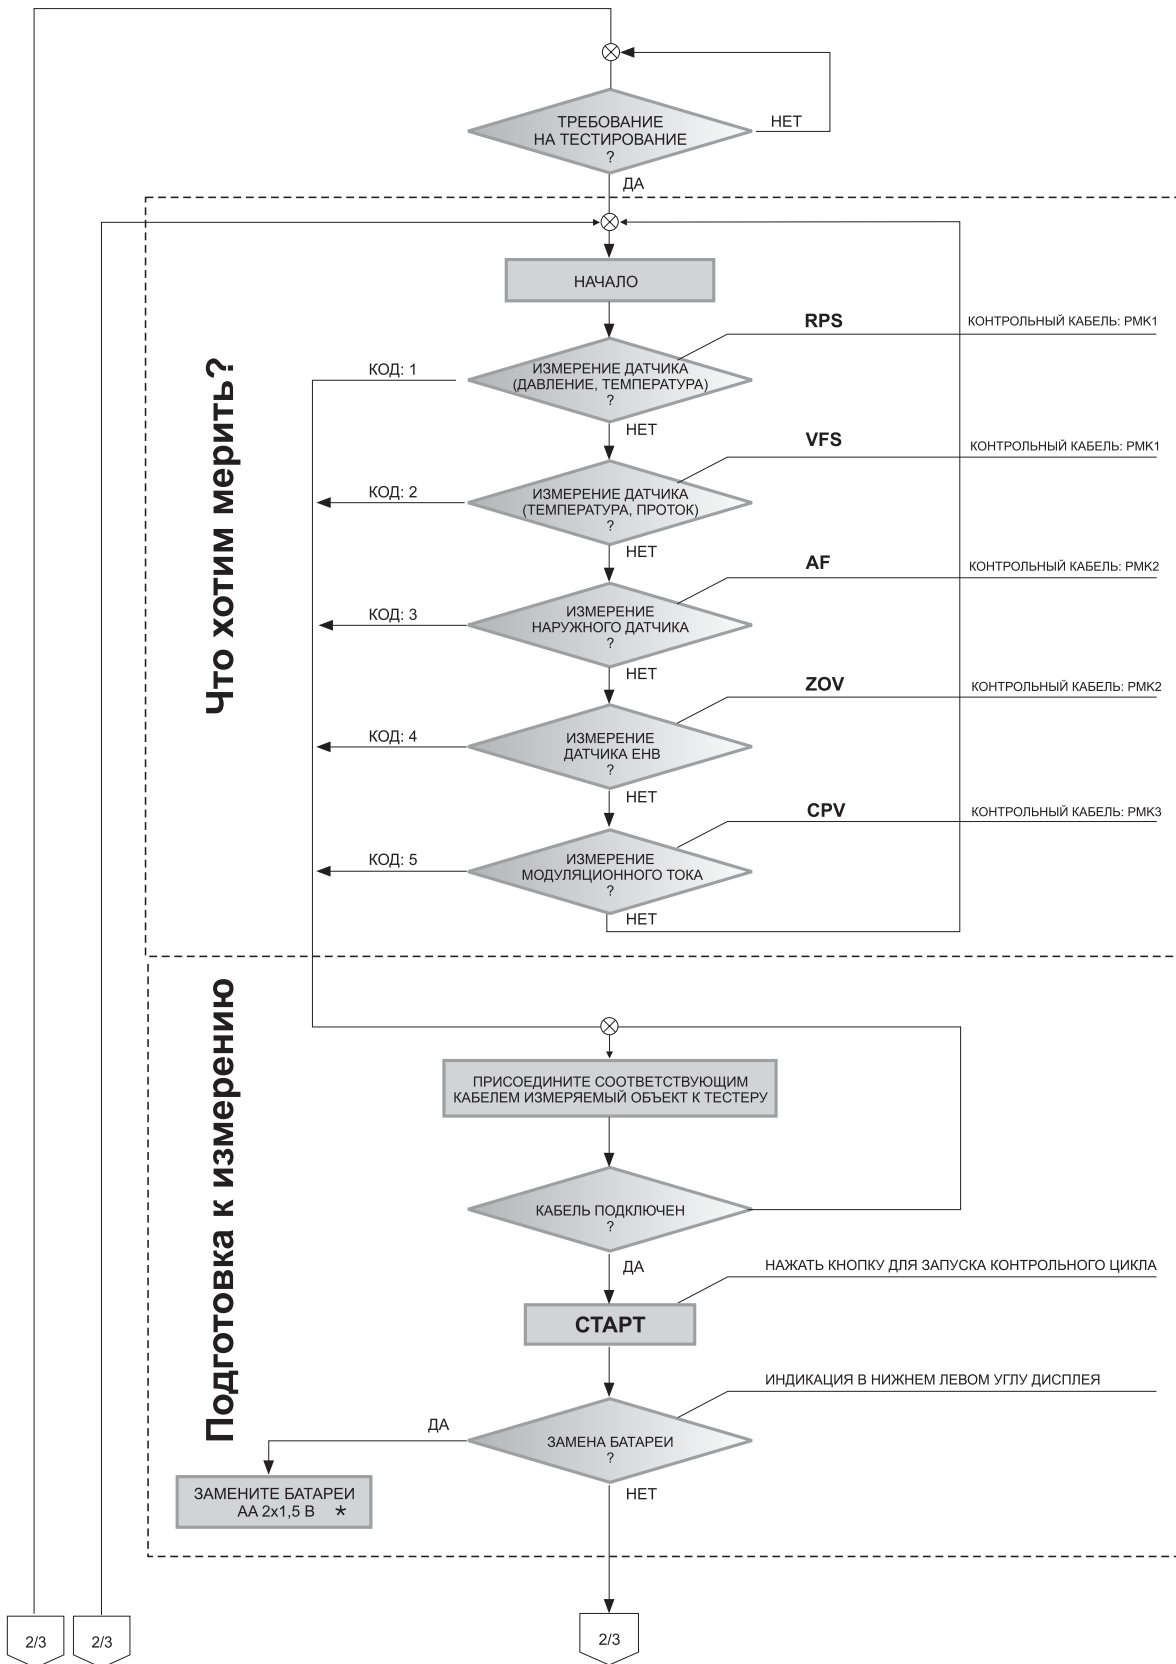 ТРЕБОВАНИЕ
НА ТЕСТИРОВАНИЕ
?
НЕТ
ДА
Что хотим мерить?
НАЧАЛО
RPS
КОНТРОЛЬНЫЙ КАБЕЛЬ: PMK1
КОД: 1
ИЗМЕРЕНИЕ ДАТЧИКА
(ДАВЛЕНИЕ, ТЕМПЕРАТУРА)
?
НЕТ
VFS
КОНТРОЛЬНЫЙ КАБЕЛЬ: PMK1
КОД: 2
ИЗМЕРЕНИЕ ДАТЧИКА
(ТЕМПЕРАТУРА, ПРОТОК)
?
НЕТ
AF
КОНТРОЛЬНЫЙ КАБЕЛЬ: PMK2
КОД: 3
ИЗМЕРЕНИЕ
НАРУЖНОГО ДАТЧИКА
?
НЕТ
ZOV
КОНТРОЛЬНЫЙ КАБЕЛЬ: PMK2
КОД: 4
ИЗМЕРЕНИЕ
ДАТЧИКА ЕНВ
?
НЕТ
CPV
КОНТРОЛЬНЫЙ КАБЕЛЬ: PMK3
КОД: 5
ИЗМЕРЕНИЕ
МОДУЛЯЦИОННОГО ТОКА
?
НЕТ
Подготовка к измерению
ПРИСОЕДИНИТЕ СООТВЕТСТВУЮЩИМ
КАБЕЛЕМ ИЗМЕРЯЕМЫЙ ОБЪЕКТ К ТЕСТЕРУ
КАБЕЛЬ ПОДКЛЮЧЕН
?
ДА
НАЖАТЬ КНОПКУ ДЛЯ ЗАПУСКА КОНТРОЛЬНОГО ЦИКЛА
СТАРТ
ИНДИКАЦИЯ В НИЖНЕМ ЛЕВОМ УГЛУ ДИСПЛЕЯ
ДА
ЗАМЕНА БАТАРЕИ
?
НЕТ
ЗАМЕНИТЕ БАТАРЕИ
АА 2x1,5 В *
2/3
2/3
2/3